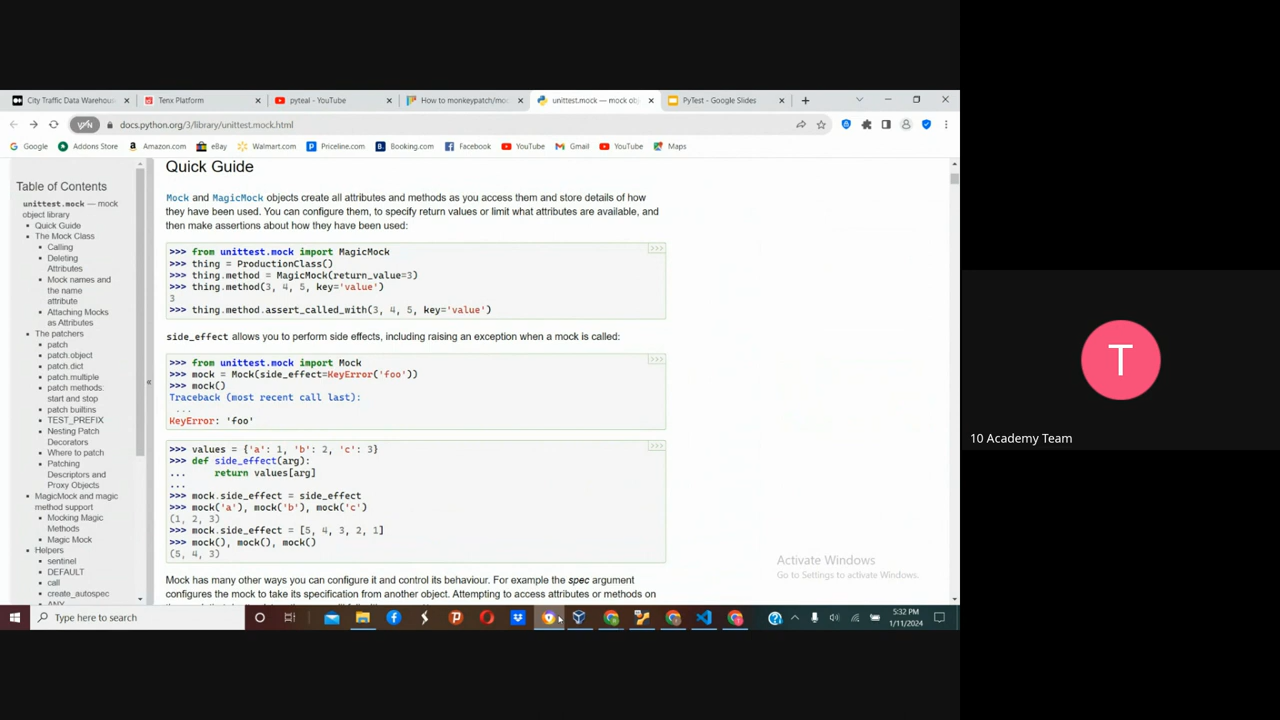 City Traffic Data Warehou
Tenx Platform
pyteal - YouTube
How to monkeypatch/mo
unittest.mock — mock ob
PyTest - Google Slides
docs.python.org/3/library/unittest.mock.html
Google
Addons Store
Amazon.com
eBay
Walmart.com
Priceline.com
Booking.com
Facebook
YouTube
Gmail
YouTube
Maps
Table of Contents
unittest.mock — mock
object library
Quick Guide
The Mock Class
Calling
Deleting
Attributes
Mock names and
the name
attribute
Attaching Mocks
as Attributes
The patchers
patch
patch.object
patch.dict
patch.multiple
patch methods:
start and stop
patch builtins
TEST_PREFIX
Nesting Patch
Decorators
Where to patch
Patching
Descriptors and
Proxy Objects
MagicMock and magic
method support
Mocking Magic
Methods
Magic Mock
Helpers
sentinel
DEFAULT
call
create_autospec
ANY
Quick Guide
Mock and MagicMock objects create all attributes and methods as you access them and store details of how
they have been used. You can configure them, to specify return values or limit what attributes are available, and
then make assertions about how they have been used:
>>>
>>> from unittest.mock import MagicMock
>>> thing = ProductionClass()
>>> thing.method = MagicMock(return_value=3)
>>> thing.method(3, 4, 5, key='value')
3
>>> thing.method.assert_called_with(3, 4, 5, key='value')
side_effect allows you to perform side effects, including raising an exception when a mock is called:
>>>
>>> from unittest.mock import Mock
>>> mock = Mock(side_effect=KeyError('foo'))
>>> mock()
Traceback (most recent call last):
...
KeyError: 'foo'
>>>
>>> values = {'a': 1, 'b': 2, 'c': 3}
>>> def side_effect(arg):
... return values[arg]
...
>>> mock.side_effect = side_effect
>>> mock('a'), mock('b'), mock('c')
(1, 2, 3)
>>> mock.side_effect = [5, 4, 3, 2, 1]
>>> mock(), mock(), mock()
(5, 4, 3)
Mock has many other ways you can configure it and control its behaviour. For example the spec argument
configures the mock to take its specification from another object. Attempting to access attributes or methods on
Activate Windows
Go to Settings to activate Windows.
Type here to search
5:32 PM
1/11/2024
T
10 Academy Team